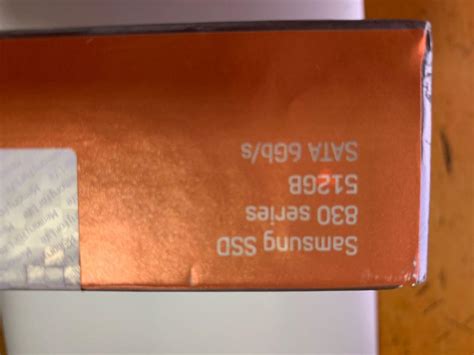 Samsung SSD
830 series
512GB
SATA 6Gb/s